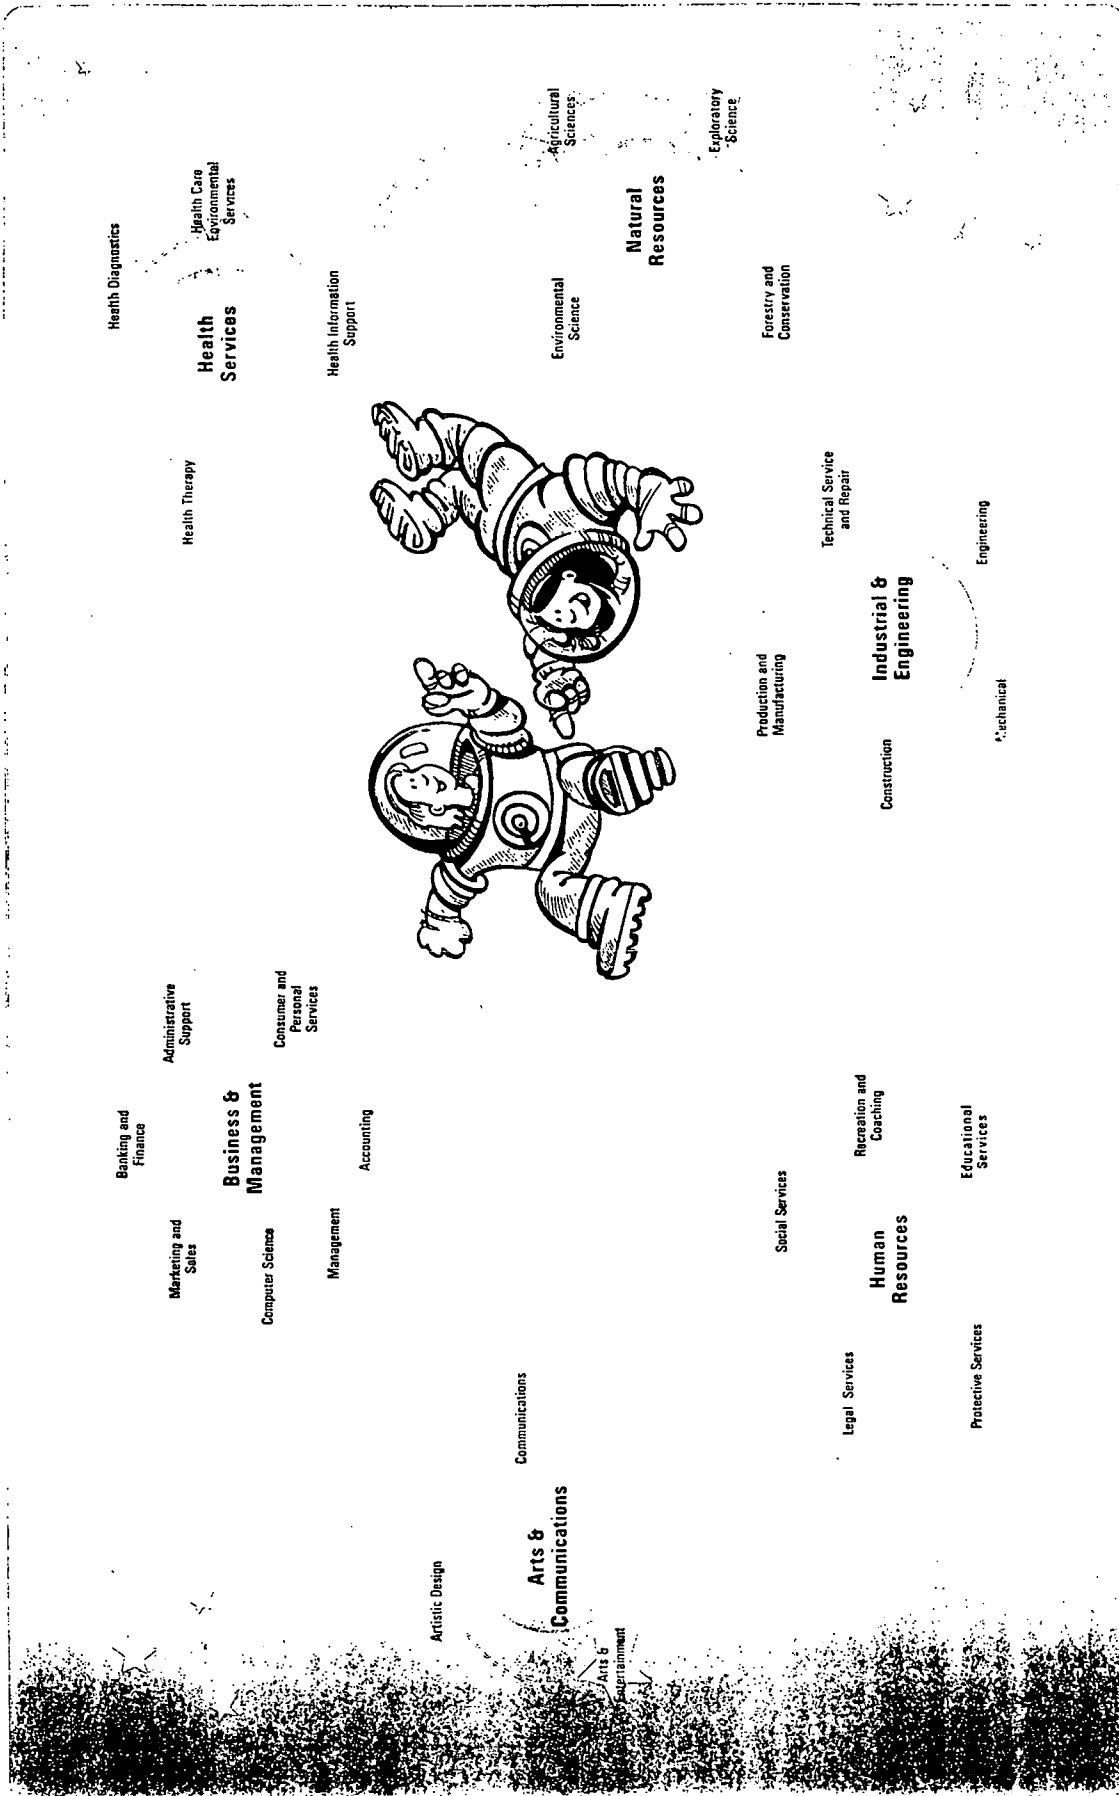 Banking and
Finance
Administrative
Support
Marketing and
Sales
Business &
Management
Consumer and
Personal
Services
Computer Science
Management
Accounting
Health Diagnostics
Health Therapy
Health Care
Environmental
Services
Health
Services
Health Information
Support
Artistic Design
Communications
Arts &
Communications
Arts &
Entertainment
Agricultural
Sciences
Environmental
Science
Natural
Resources
Exploratory
Science
Forestry and
Conservation
Social Services
Legal Services
Recreation and
Coaching
Human
Resources
Educational
Services
Protective Services
Production and
Manufacturing
Technical Service
and Repair
Industrial &
Engineering
Construction
Engineering
Mechanical